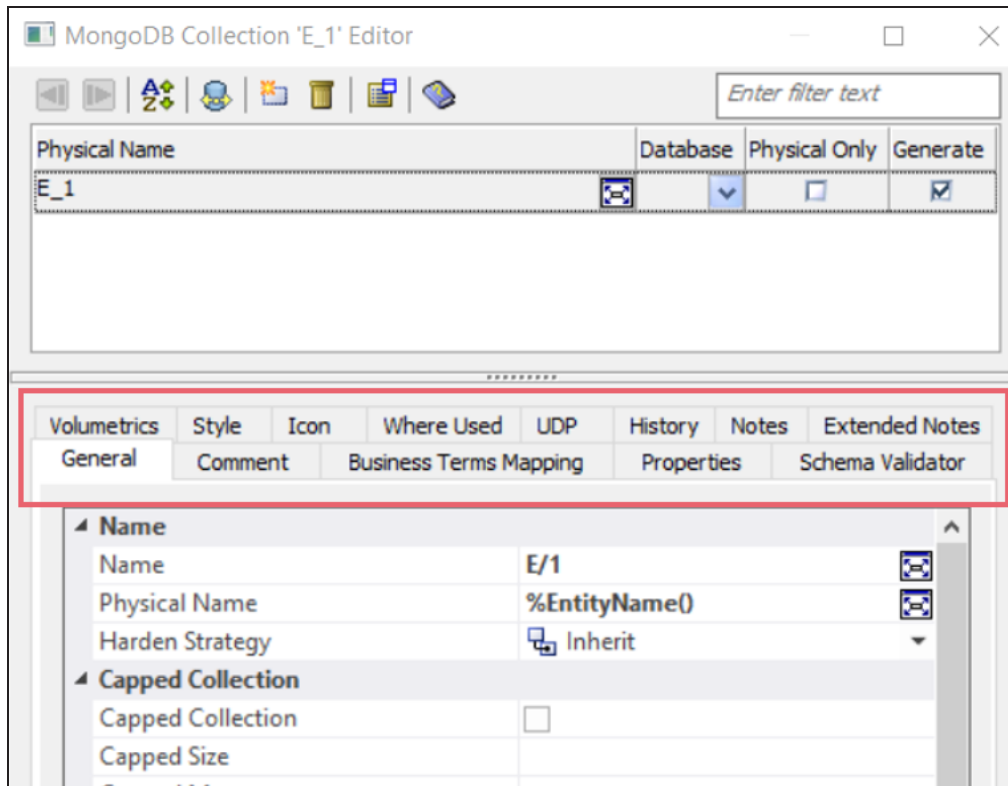 MongoDB Collection 'E_1' Editor
Enter filter text
Physical Name Database Physical Only Generate
E_1
Volumetrics Style Icon Where Used UDP History Notes Extended Notes
General Comment Business Terms Mapping Properties Schema Validator
Name
Name E/1
Physical Name %EntityName()
Harden Strategy Inherit
Capped Collection
Capped Collection
Capped Size